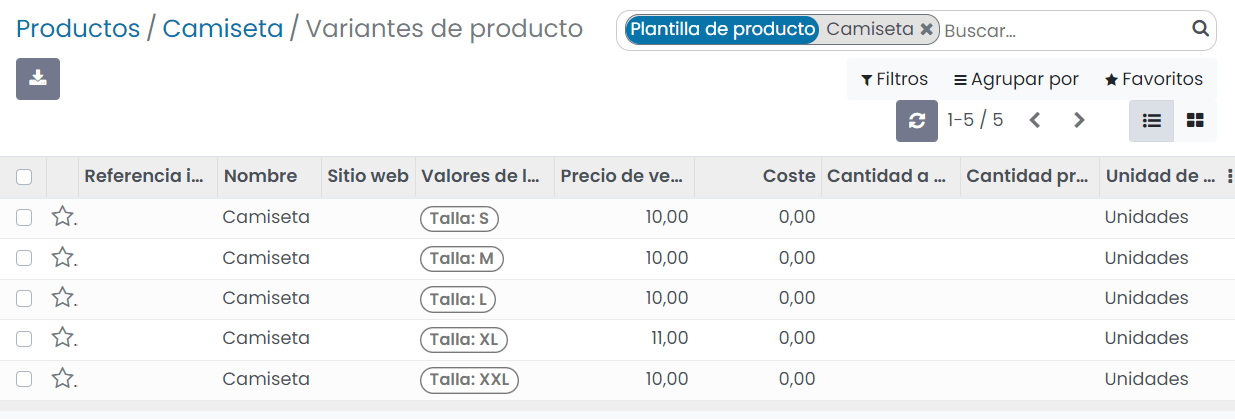 Productos / Camiseta / Variantes de producto
Plantilla de producto Camiseta Buscar...
Filtros Agrupar por Favoritos
1-5 / 5
Referencia i... Nombre Sitio web Valores de l... Precio de ve... Coste Cantidad a ... Cantidad pr... Unidad de ...
Camiseta Talla: S 10,00 0,00 Unidades
Camiseta Talla: M 10,00 0,00 Unidades
Camiseta Talla: L 10,00 0,00 Unidades
Camiseta Talla: XL 11,00 0,00 Unidades
Camiseta Talla: XXL 10,00 0,00 Unidades